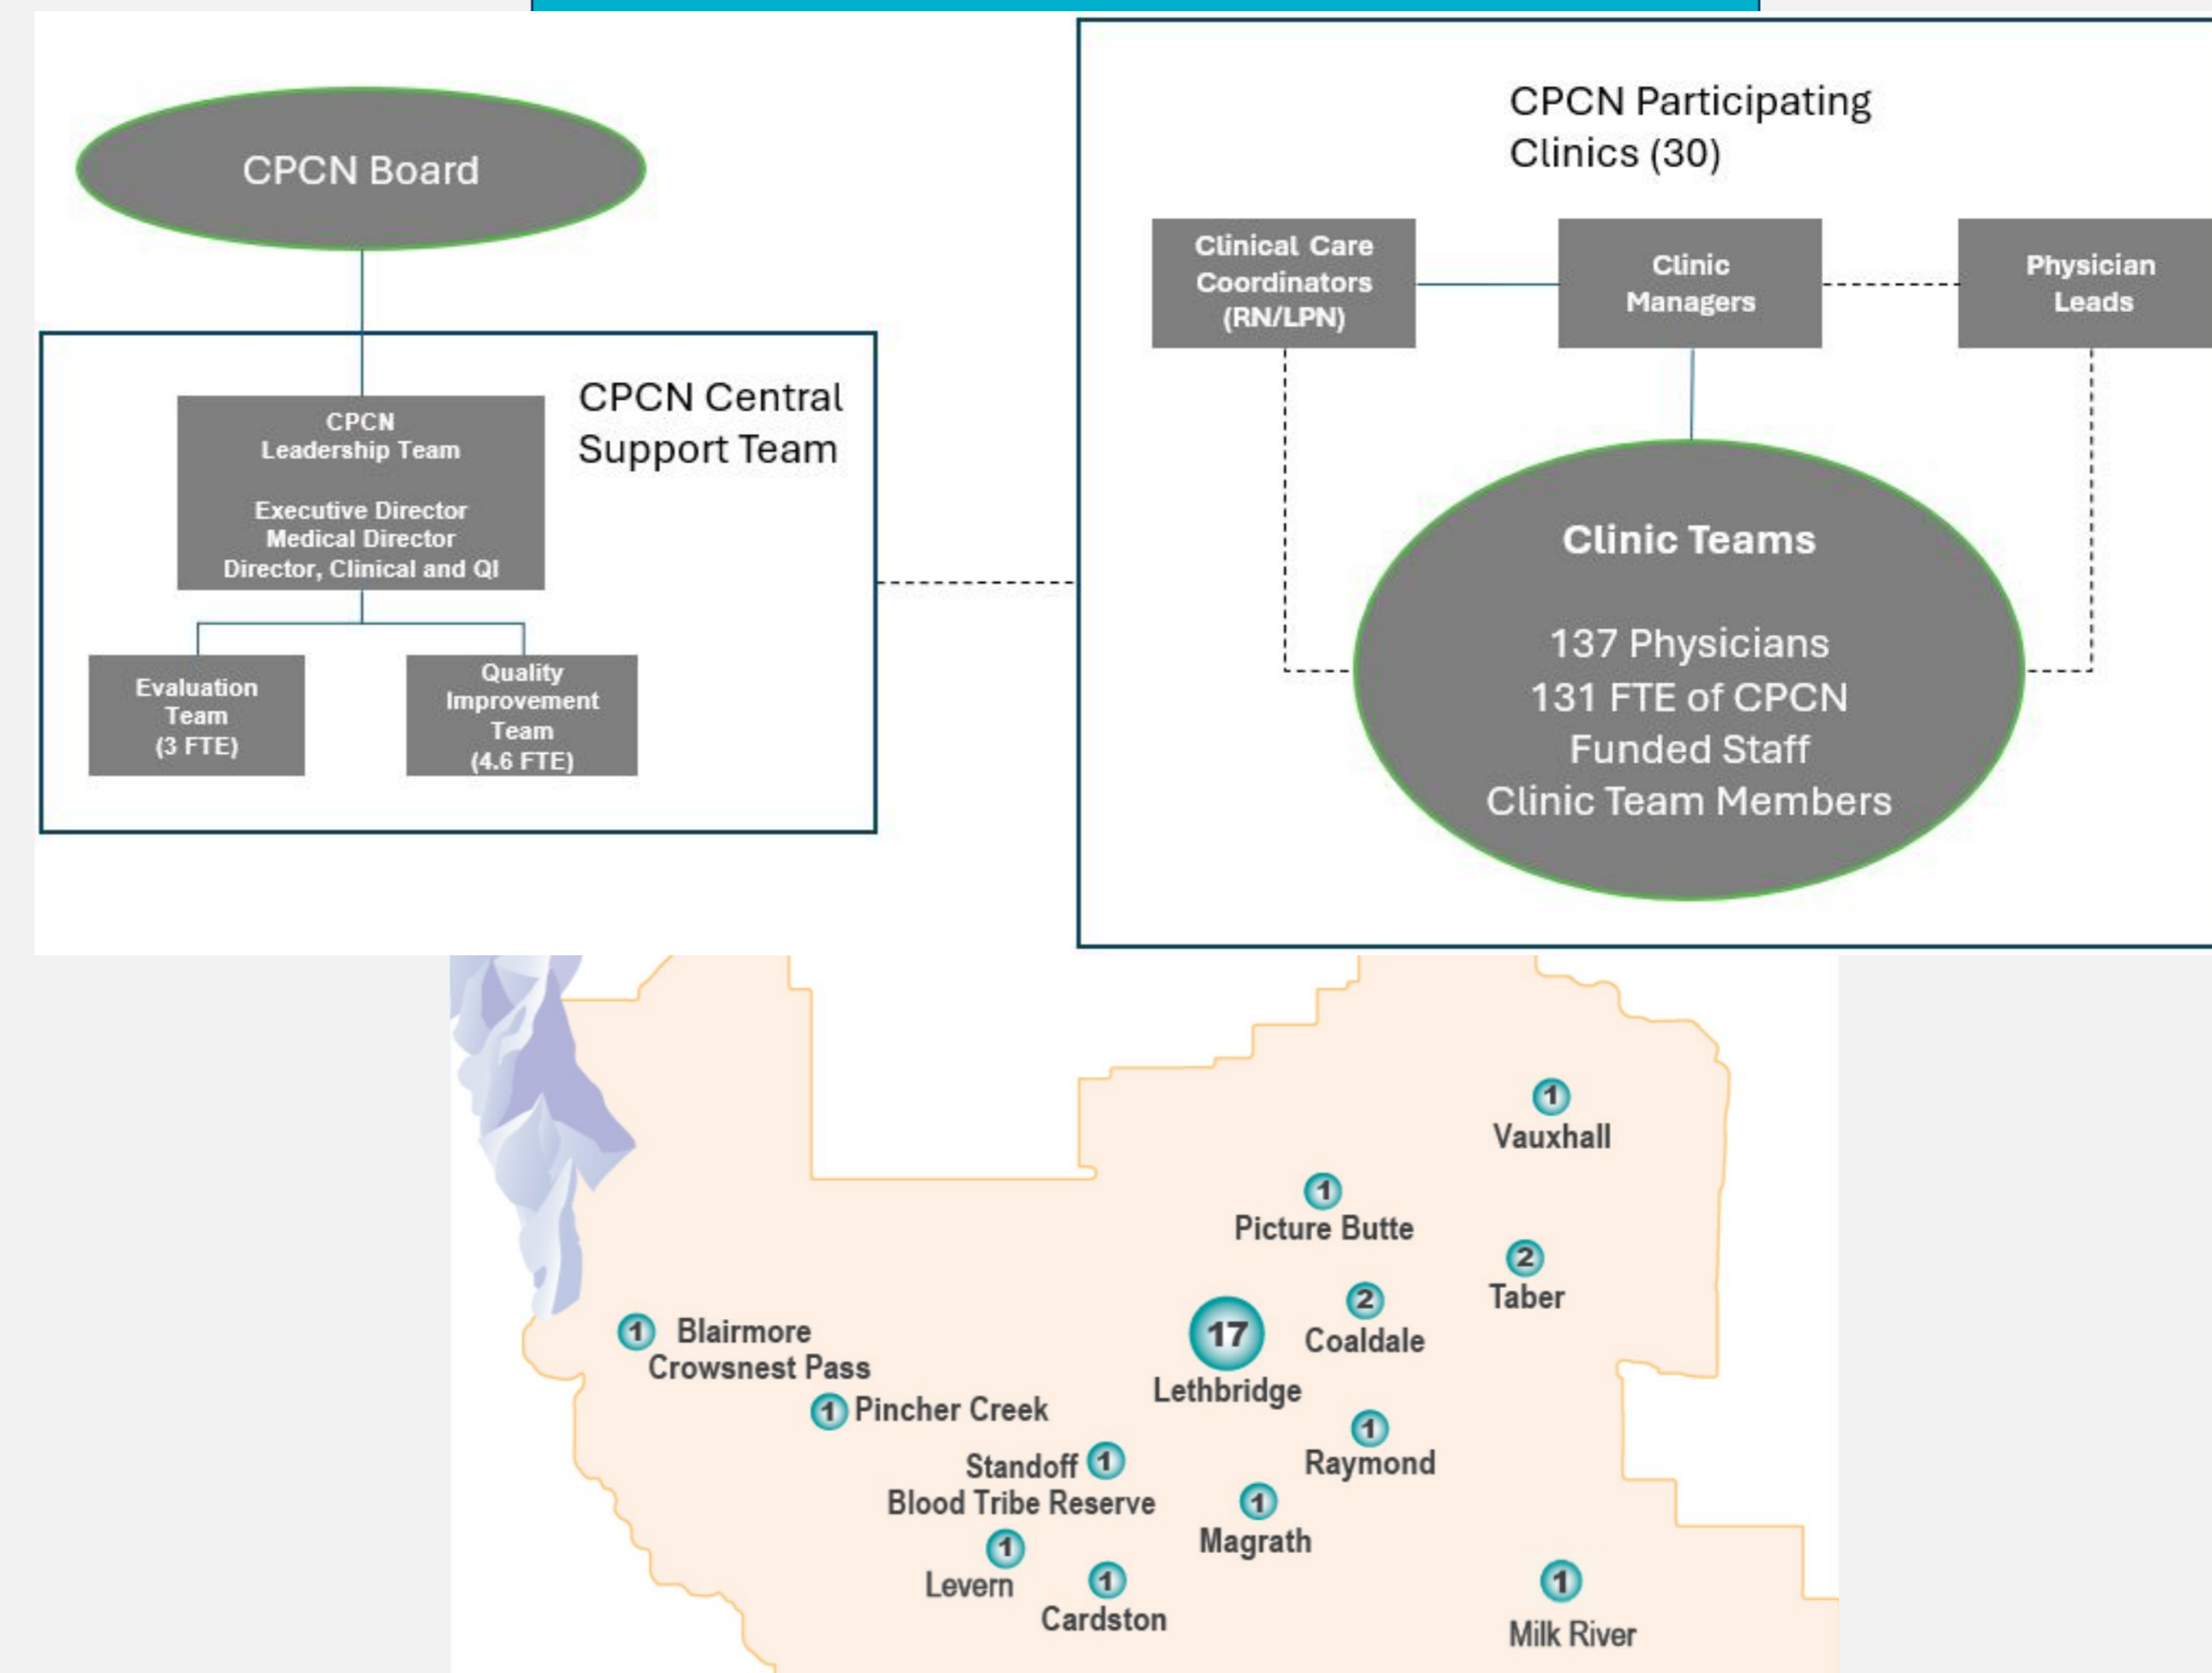 CPCN Board
CPCN
Leadership Team
Executive Director
Medical Director
Director, Clinical and QI
CPCN Central
Support Team
Evaluation
Team
(3 FTE)
Quality
Improvement
Team
(4.6 FTE)
CPCN Participating
Clinics (30)
Clinical Care
Coordinators
(RN/LPN)
Clinic
Managers
Physician
Leads
Clinic Teams
137 Physicians
131 FTE of CPCN
Funded Staff
Clinic Team Members
1
Vauxhall
1
Picture Butte
2
Taber
2
Coaldale
17
Lethbridge
1 Blairmore
Crowsnest Pass
1 Pincher Creek
1
Raymond
Standoff 1
Blood Tribe Reserve
1
Magrath
1
Levern
1
Cardston
1
Milk River